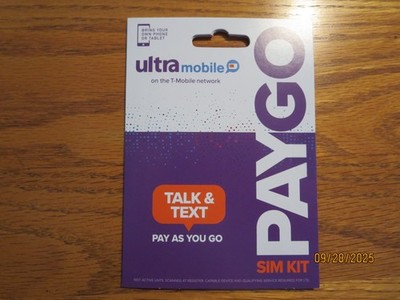 BRING YOUR
OWN PHONE
OR TABLET
ultra mobile
on the T-Mobile network
PAYGO
TALK &
TEXT
PAY AS YOU GO
SIM KIT
09/28/2025